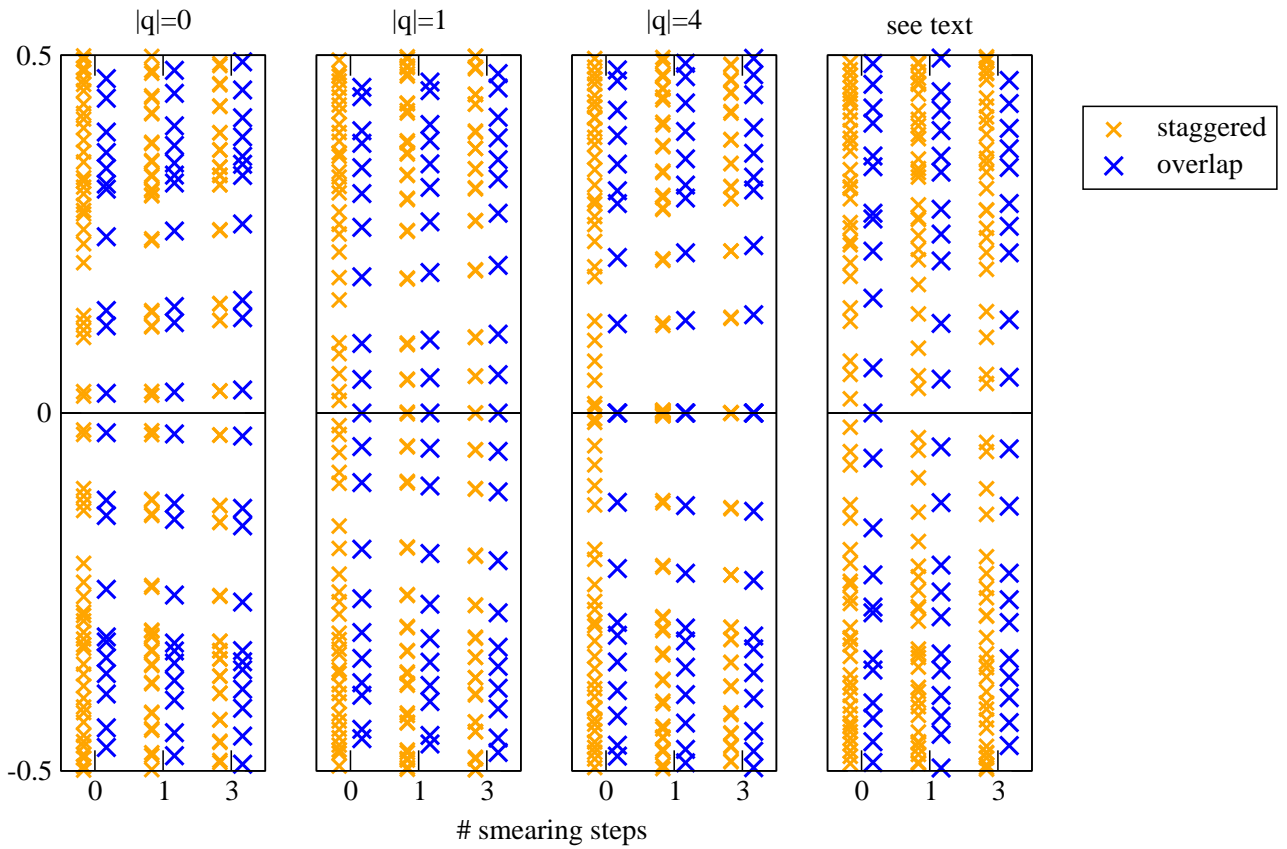 |q|=0 |q|=1 |q|=4 see text
0.5
staggered
overlap
0
-0.5
0 1 3 0 1 3 0 1 3 0 1 3
# smearing steps